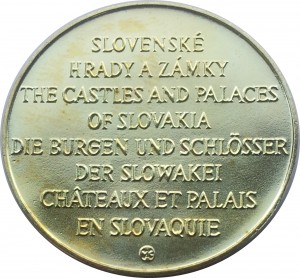 SLOVENSKÉ
HRADY A ZÁMKY
THE CASTLES AND PALACES
OF SLOVAKIA
DIE BURGEN UND SCHLÖSSER
DER SLOWAKEI
CHÂTEAUX ET PALAIS
EN SLOVAQUIE